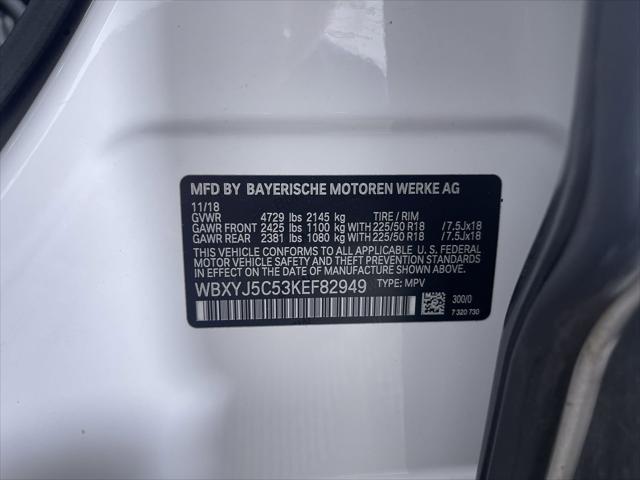 MFD BY BAYERISCHE MOTOREN WERKE AG
11/18
GVWR 4729 lbs 2145 kg TIRE / RIM
GAWR FRONT 2425 lbs 1100 kg WITH 225/50 R18 /7.5Jx18
GAWR REAR 2381 lbs 1080 kg WITH 225/50 R18 /7.5Jx18
THIS VEHICLE CONFORMS TO ALL APPLICABLE U. S. FEDERAL
MOTOR VEHICLE SAFETY STANDARDS IN EFFECT ON THE
DATE OF MANUFACTURE SHOWN ABOVE.
WBXYJ5C53KEF82949 TYPE: MPV
300/0
7 320 730